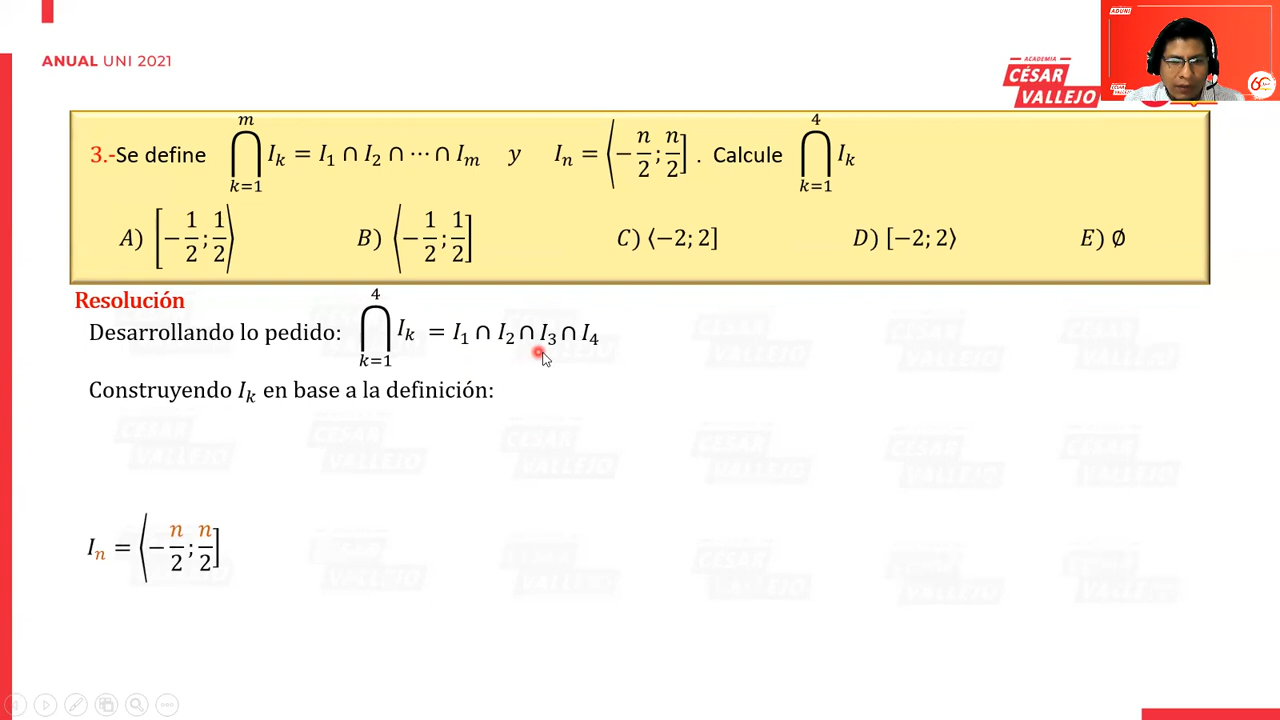 ANUAL UNI 2021
ADUNI
ACADEMIA
CÉSAR
VALLEJO
60
3.-Se define ⋂_{k=1}^{m} I_k = I_1 ∩ I_2 ∩ ⋯ ∩ I_m y I_n = ⟨−n/2; n/2] . Calcule ⋂_{k=1}^{4} I_k
A) [−1/2; 1/2⟩ B) ⟨−1/2; 1/2] C) ⟨−2; 2] D) [−2; 2⟩ E) ∅
Resolución
Desarrollando lo pedido: ⋂_{k=1}^{4} I_k = I_1 ∩ I_2 ∩ I_3 ∩ I_4
Construyendo I_k en base a la definición:
I_n = ⟨−n/2; n/2]